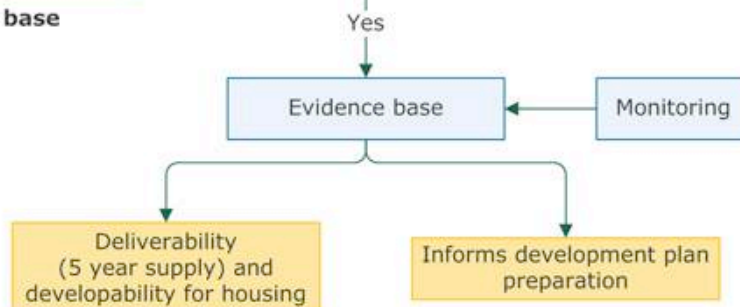 base
Yes
Evidence base
Monitoring
Deliverability
(5 year supply) and
developability for housing
Informs development plan
preparation